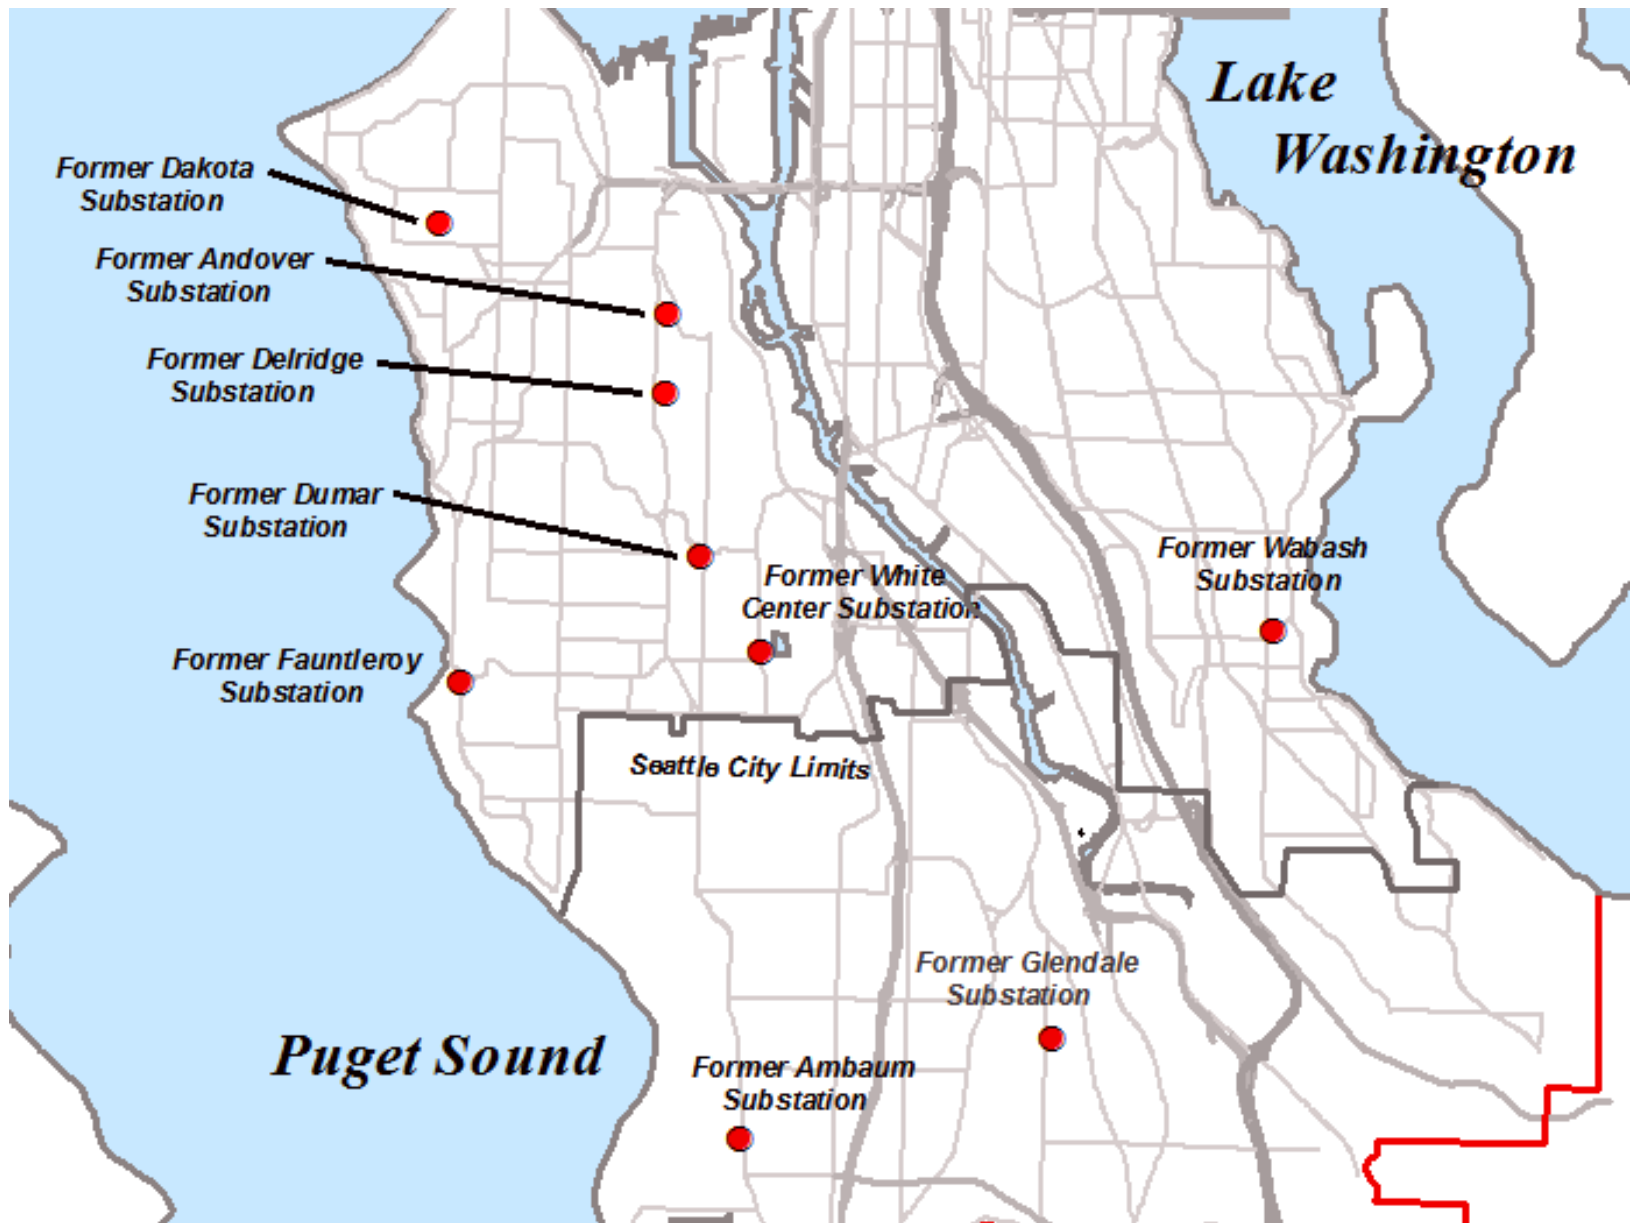 Lake
Washington
Former Dakota
Substation
Former Andover
Substation
Former Delridge
Substation
Former Dumar
Substation
Former Wabash
Substation
Former White
Center Substation
Former Fauntleroy
Substation
Seattle City Limits
Former Glendale
Substation
Puget Sound
Former Ambaum
Substation